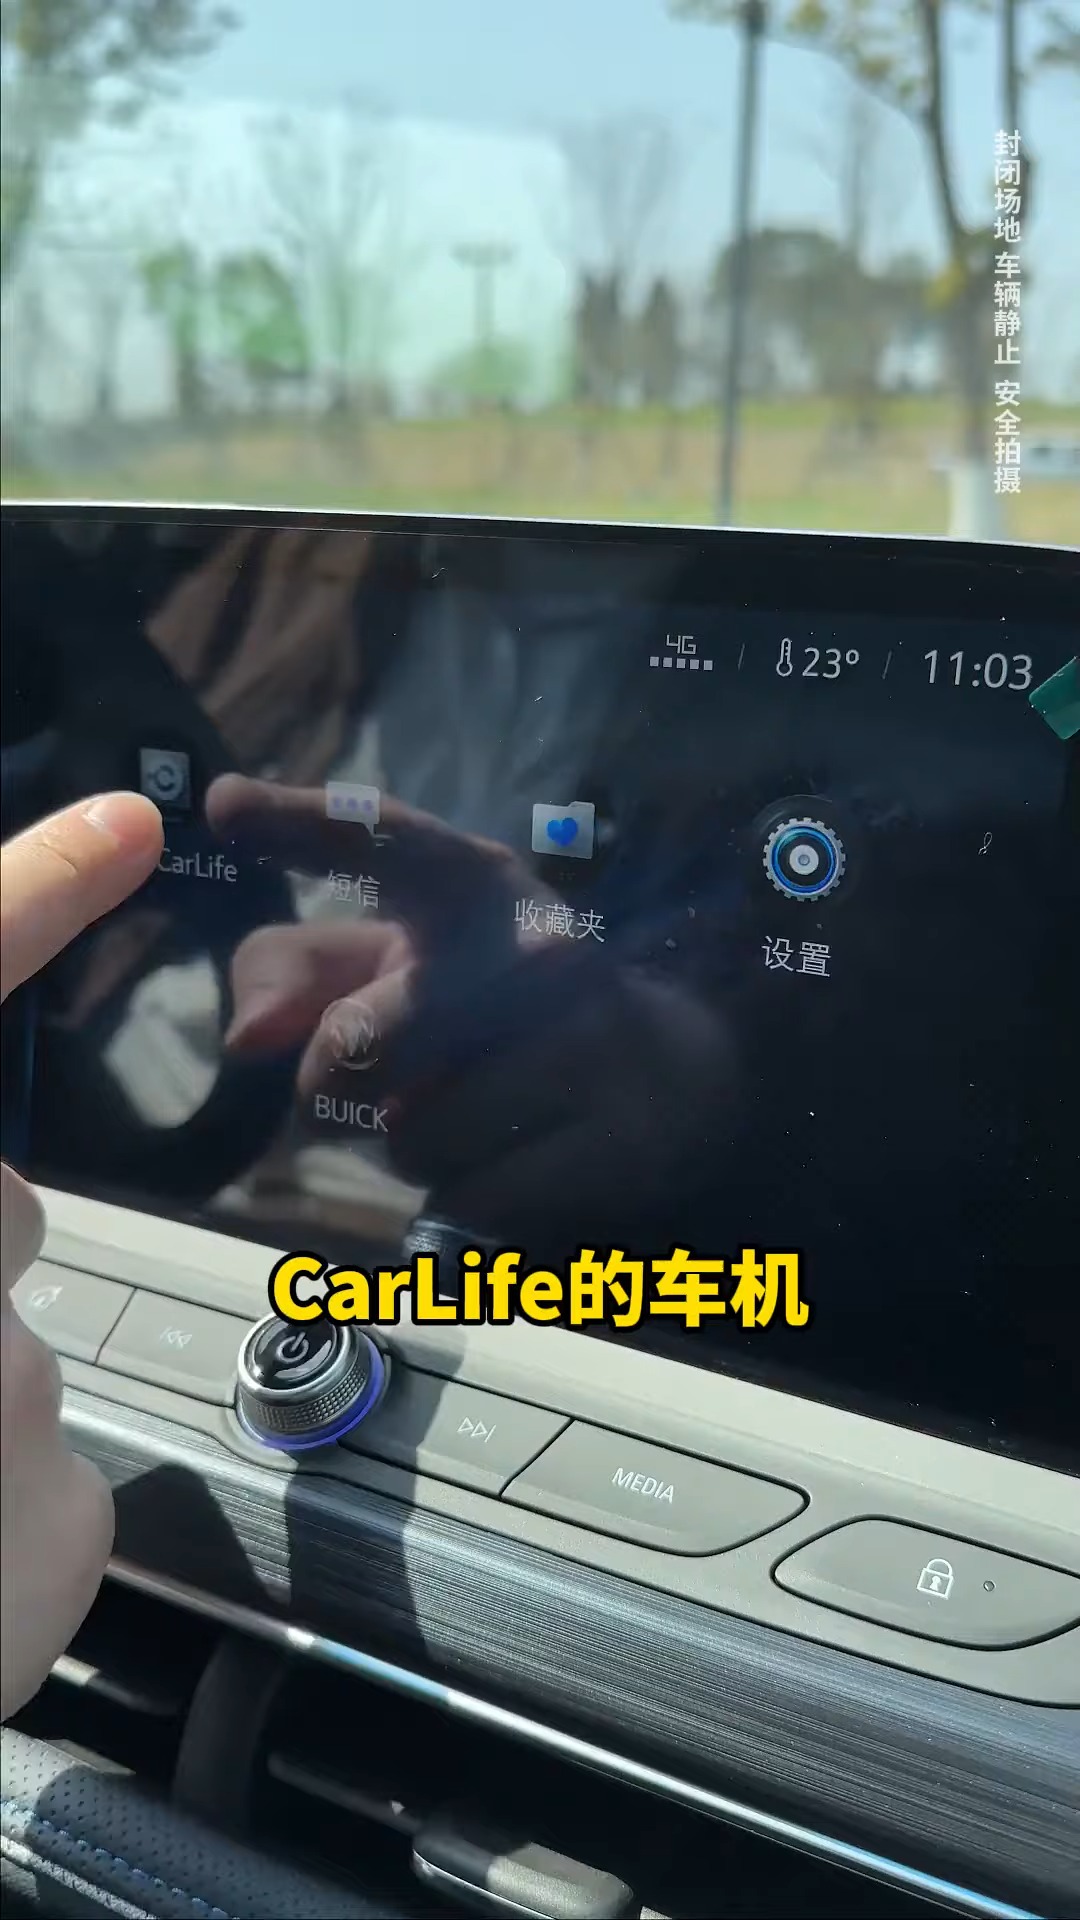 封闭场地 车辆静止 安全拍摄
4G
23°
11:03
CarLife
短信
收藏夹
设置
BUICK
CarLife的车机
MEDIA